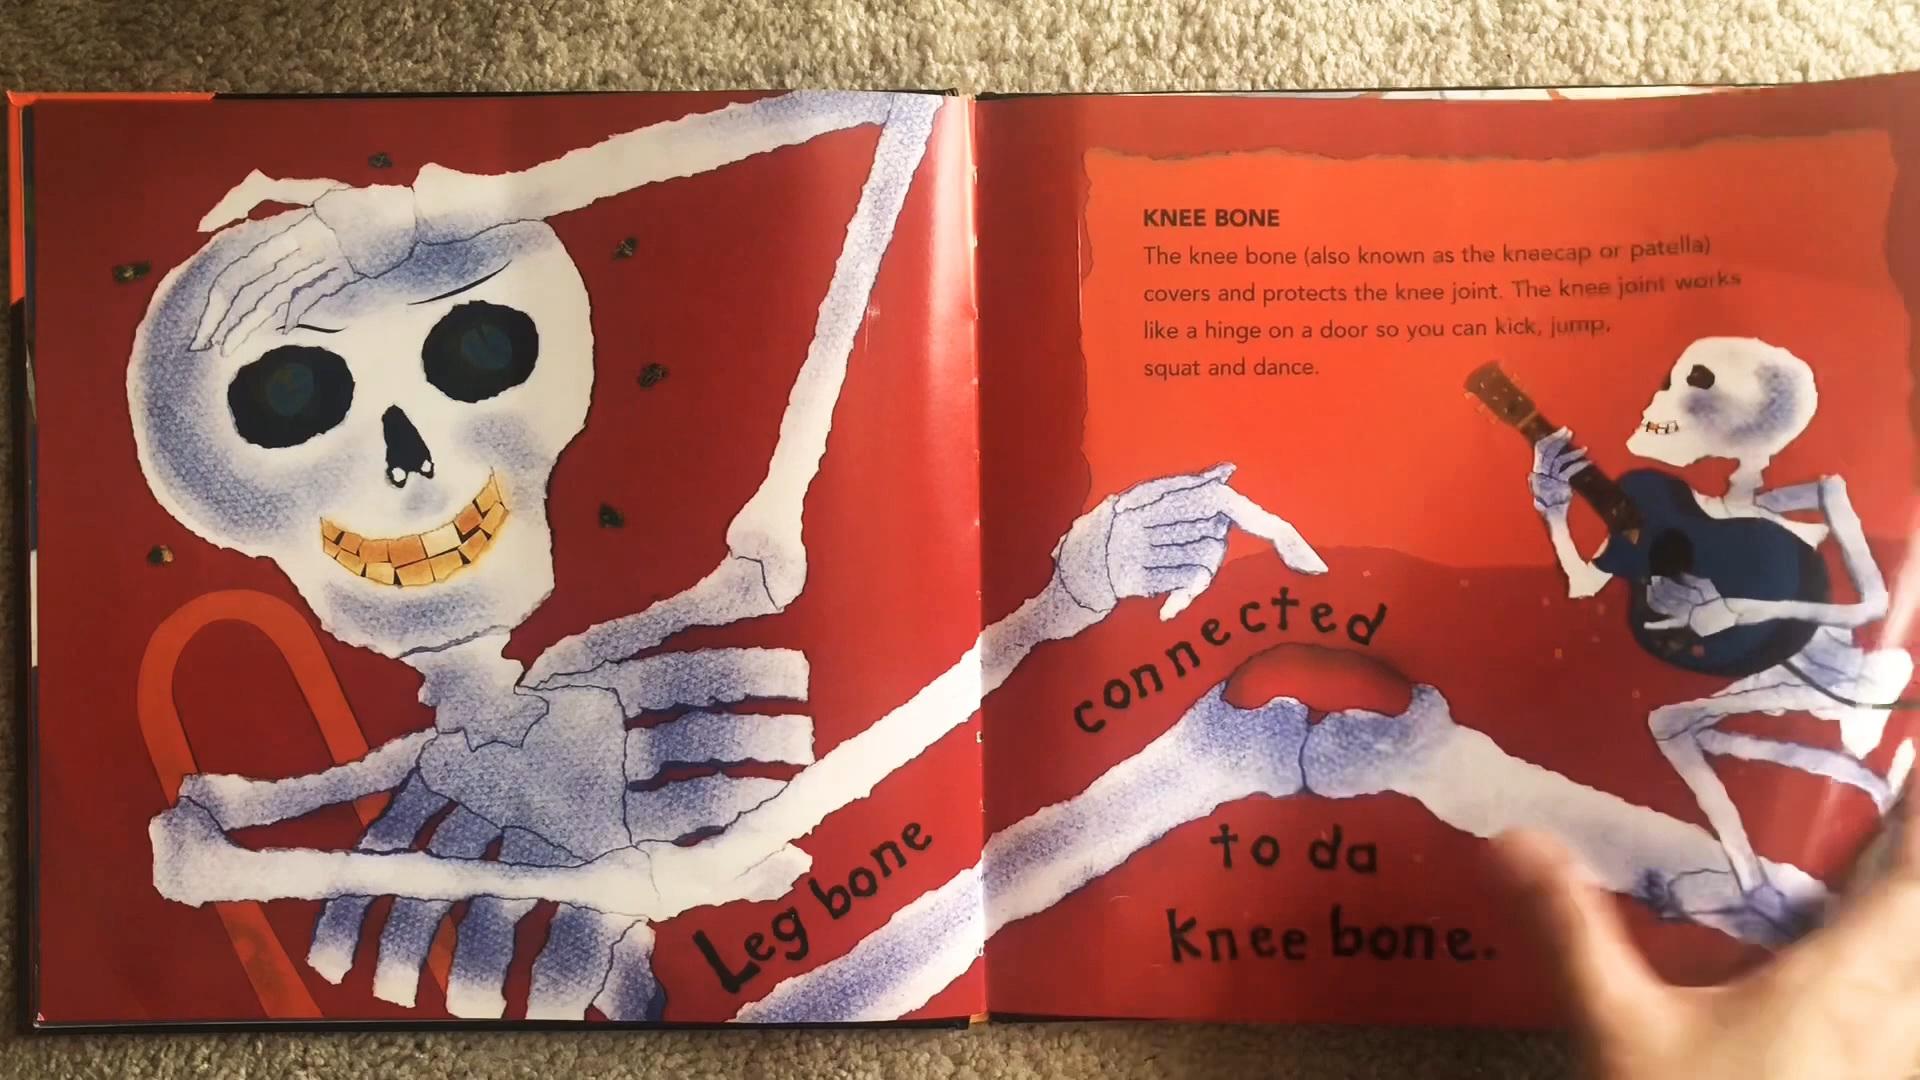 Leg bone
KNEE BONE
The knee bone (also known as the kneecap or patella)
covers and protects the knee joint. The knee joint works
like a hinge on a door so you can kick, jump,
squat and dance.
connected
to da
knee bone.